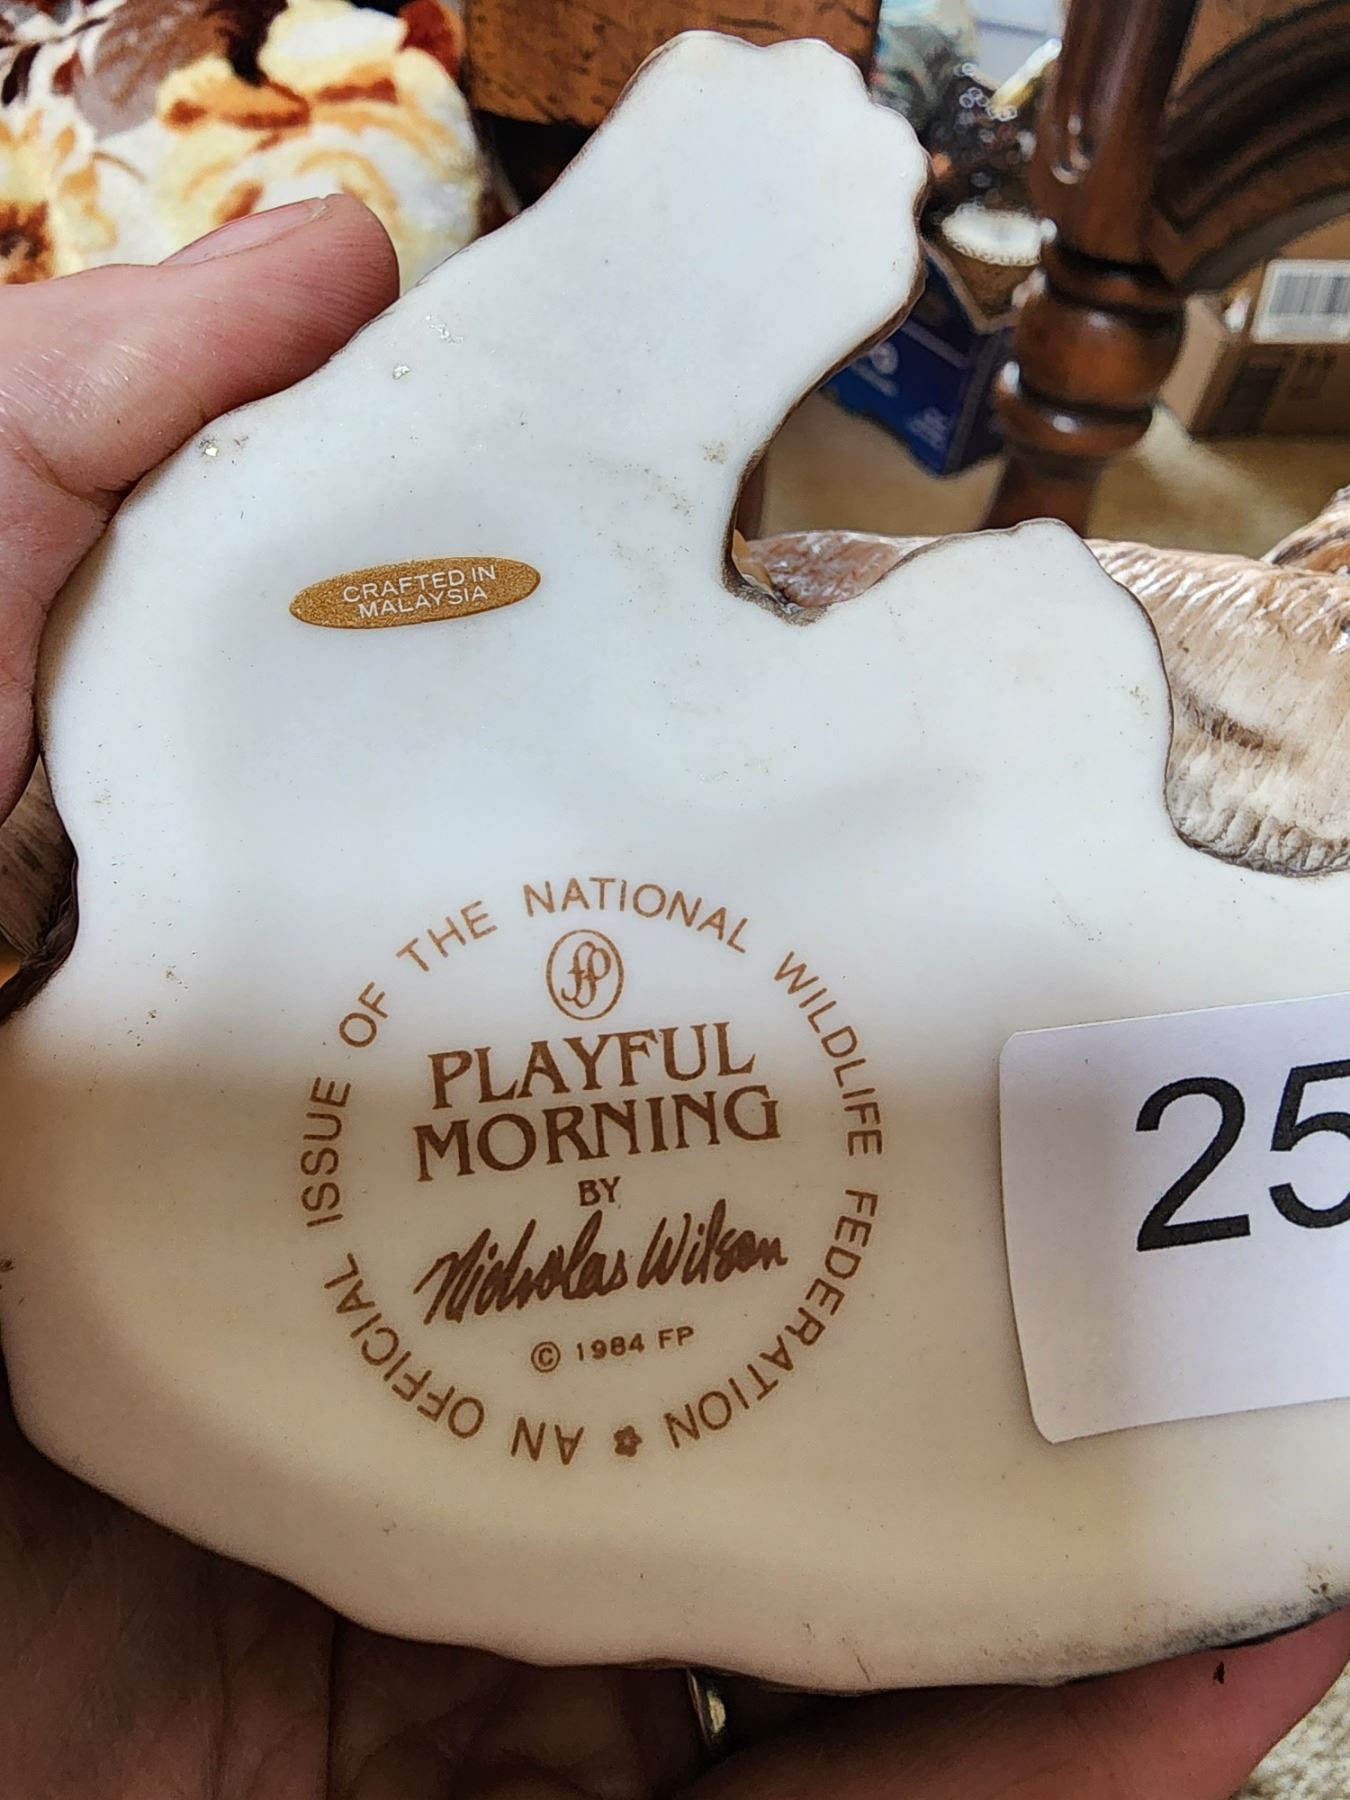 CRAFTED IN
MALAYSIA
AN OFFICIAL ISSUE OF THE NATIONAL WILDLIFE FEDERATION
FP
PLAYFUL
MORNING
BY
Nicholas Wilson
© 1984 FP
25